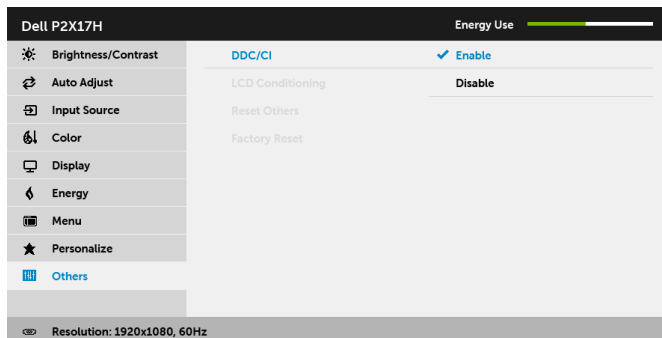 Dell P2X17H Energy Use
Brightness/Contrast DDC/CI Enable
Auto Adjust LCD Conditioning Disable
Input Source Reset Others
Color Factory Reset
Display
Energy
Menu
Personalize
Others
Resolution: 1920x1080, 60Hz